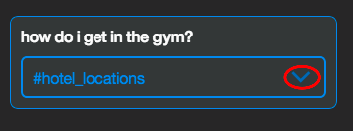 how do i get in the gym?
#hotel_locations